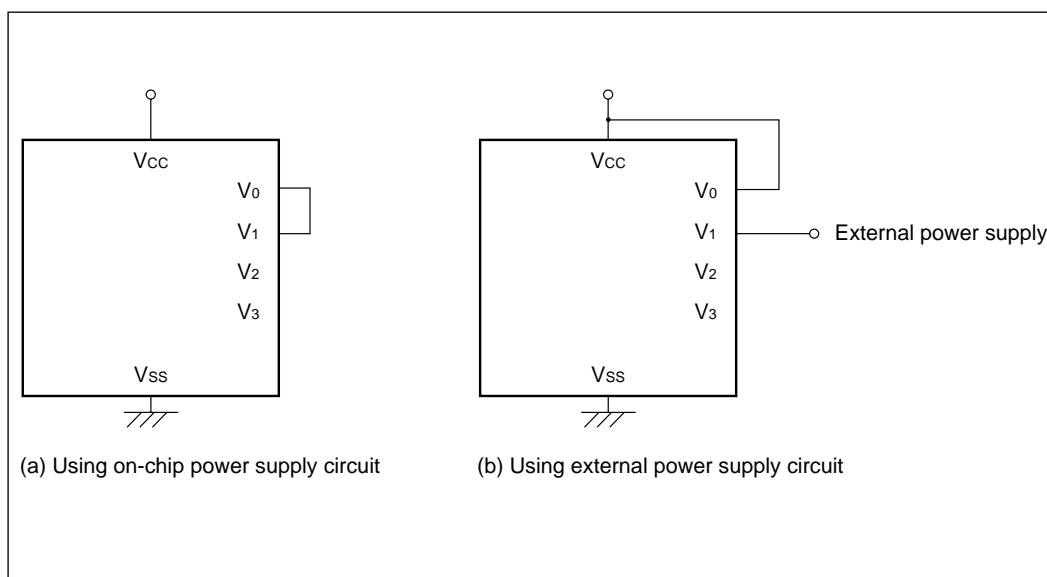 VCC
V0
V1
V2
V3
VSS
(a) Using on-chip power supply circuit
VCC
V0
V1
External power supply
V2
V3
VSS
(b) Using external power supply circuit